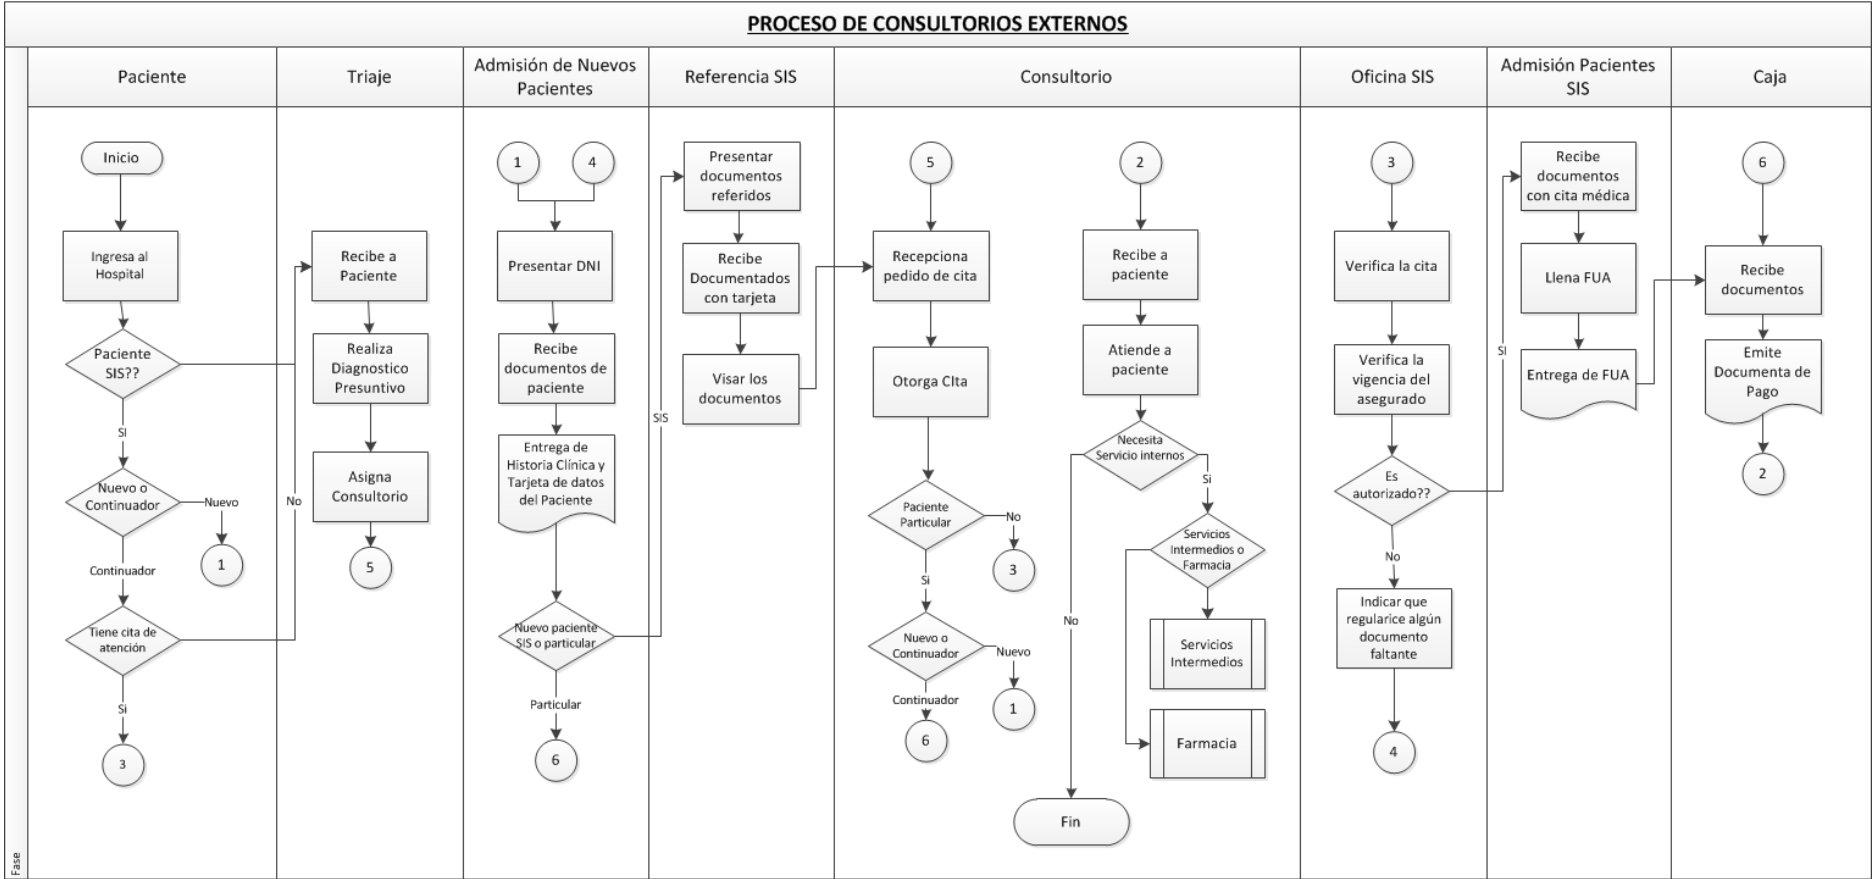 PROCESO DE CONSULTORIOS EXTERNOS
Fase
Paciente
Inicio
Ingresa al
Hospital
Paciente
SIS??
SI
No
Nuevo o
Continuador
Nuevo
1
Continuador
Tiene cita de
atención
Si
3
Triaje
Recibe a
Paciente
Realiza
Diagnostico
Presuntivo
Asigna
Consultorio
5
Admisión de Nuevos
Pacientes
1
4
Presentar DNI
Recibe
documentos de
paciente
Entrega de
Historia Clínica y
Tarjeta de datos
del Paciente
Nuevo paciente
SIS o particular
SIS
Particular
6
Referencia SIS
Presentar
documentos
referidos
Recibe
Documentados
con tarjeta
Visar los
documentos
Consultorio
5
Recepciona
pedido de cita
Otorga CIta
Paciente
Particular
No
3
Si
Nuevo o
Continuador
Nuevo
1
Continuador
6
2
Recibe a
paciente
Atiende a
paciente
Necesita
Servicio internos
Si
No
Servicios
Intermedios o
Farmacia
Servicios
Intermedios
Farmacia
Fin
Oficina SIS
3
Verifica la cita
Verifica la
vigencia del
asegurado
Es
autorizado??
SI
No
Indicar que
regularice algún
documento
faltante
4
Admisión Pacientes
SIS
Recibe
documentos
con cita médica
Llena FUA
Entrega de FUA
Caja
6
Recibe
documentos
Emite
Documenta de
Pago
2